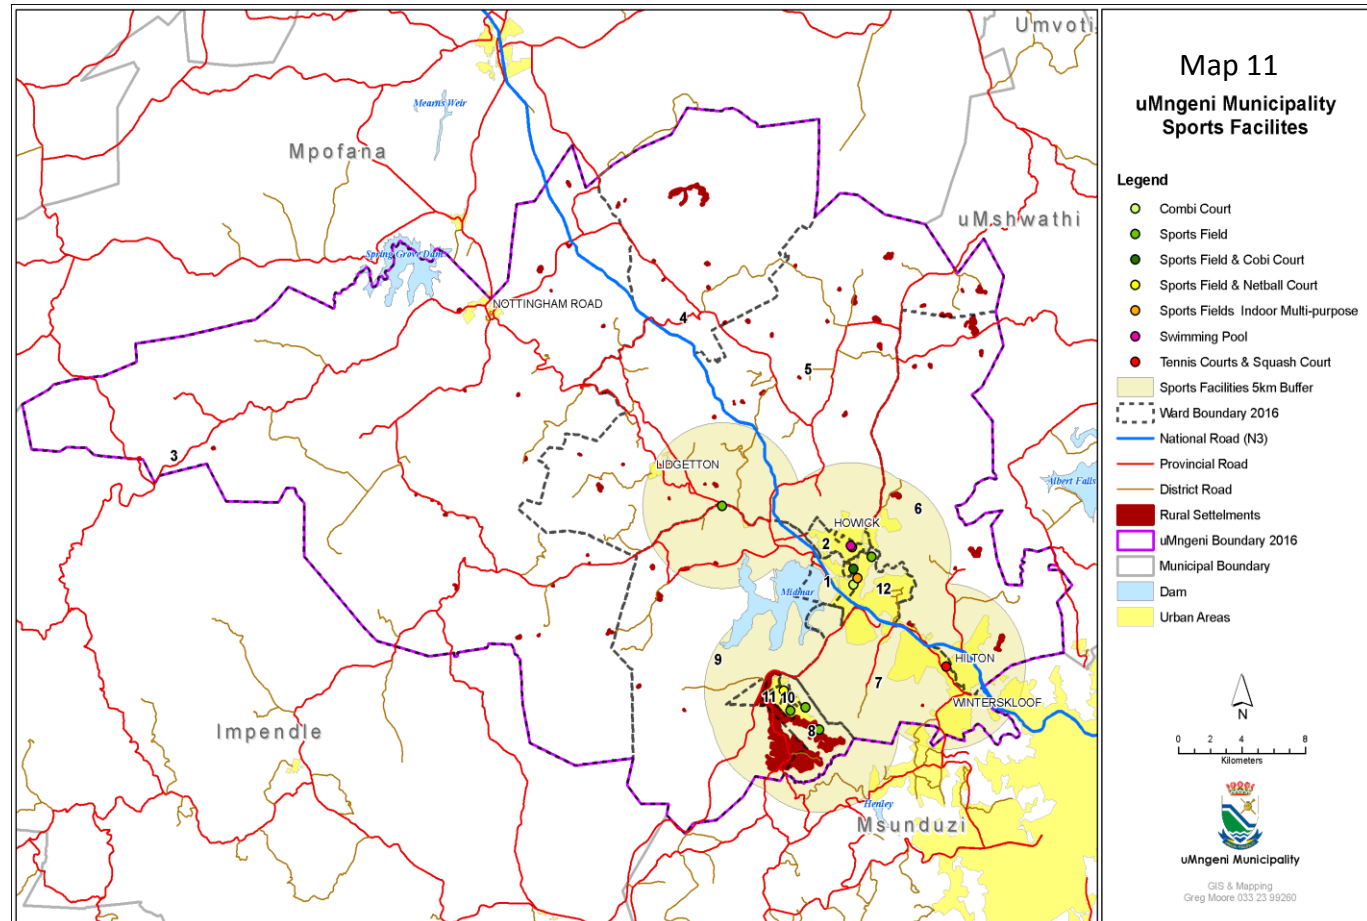 Umvoti
Mearns Weir
Mpofana
uMshwathi
Spring Grove Dam
NOTTINGHAM ROAD
4
5
3
LIDGETTON
Albert Falls
6
HOWICK
2
1
12
Midmar
9
HILTON
7
11
10
WINTERSKLOOF
8
Impendle
Henley
Msunduzi
Map 11
uMngeni Municipality
Sports Facilites
Legend
Combi Court
Sports Field
Sports Field & Cobi Court
Sports Field & Netball Court
Sports Fields Indoor Multi-purpose
Swimming Pool
Tennis Courts & Squash Court
Sports Facilities 5km Buffer
Ward Boundary 2016
National Road (N3)
Provincial Road
District Road
Rural Settelments
uMngeni Boundary 2016
Municipal Boundary
Dam
Urban Areas
N
0 2 4 8
Kilometers
uMngeni Municipality
GIS & Mapping
Greg Moore 033 23 99260